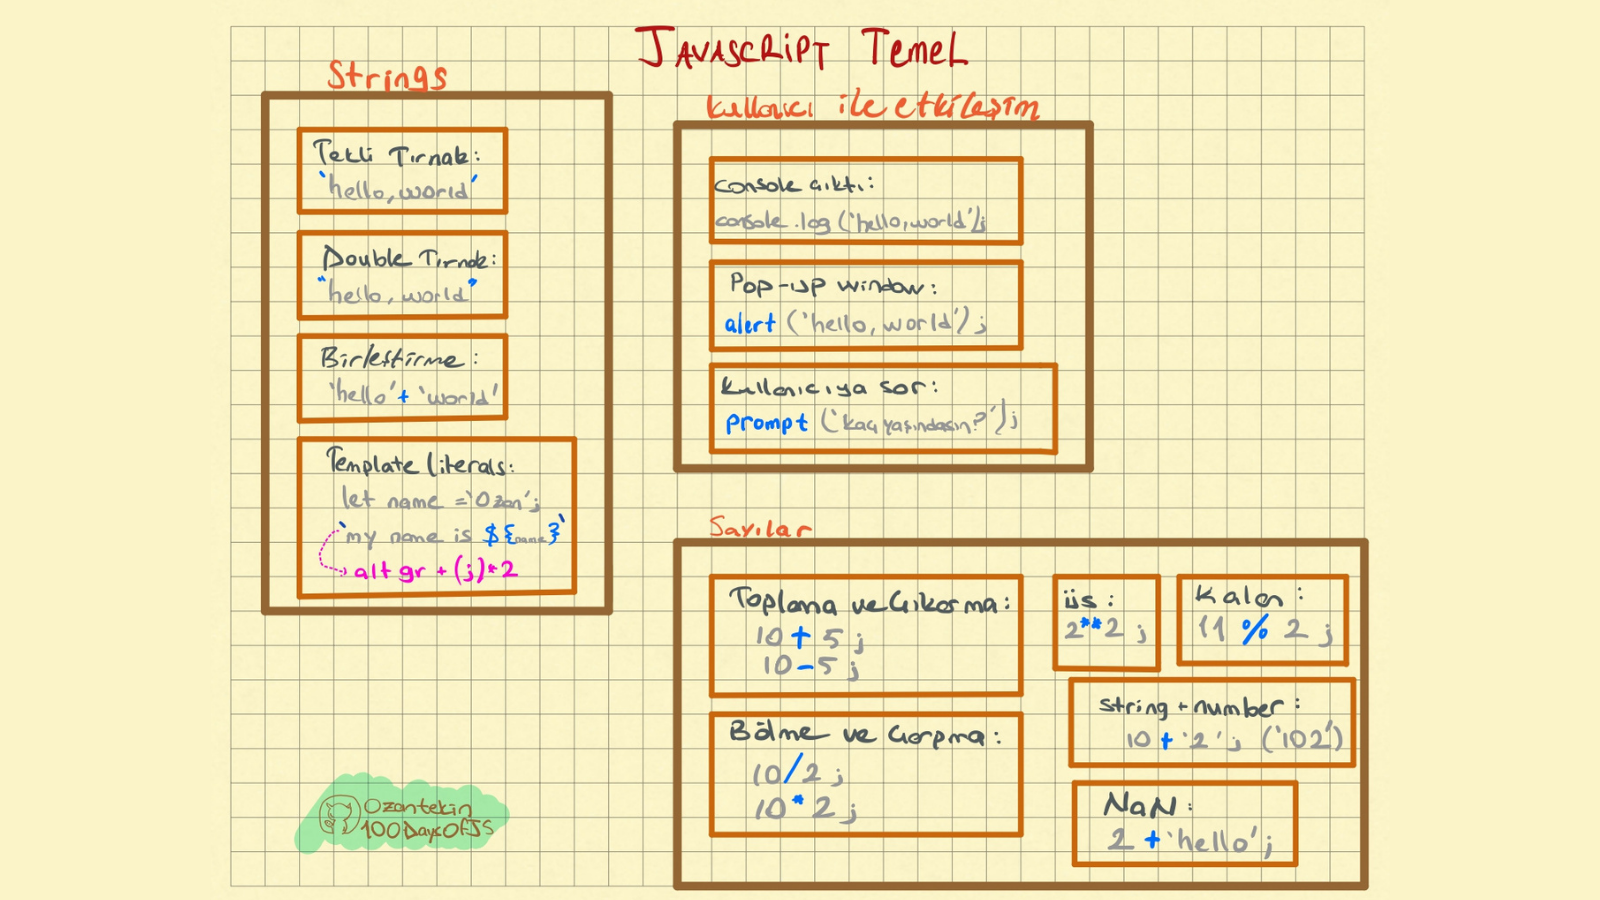 JAVASCRİPT TEMEL
Strings
Tekli Tırnak:
'hello, world'
Double Tırnak:
"hello, world"
Birleştirme:
'hello' + 'world'
Template literals:
let name = 'Ozan';
`my name is ${name}`
alt gr + (;)*2
Kullanıcı ile etkileşim
console çıktı:
console.log('hello,world');
Pop-up window:
alert('hello, world');
Kullanıcıya sor:
prompt('kaç yaşındasın?');
Sayılar
Toplama ve Çıkarma:
10 + 5;
10 - 5;
Bölme ve Çarpma:
10/2;
10 * 2;
üs:
2**2;
Kalan:
11 % 2;
string + number:
10 + '2'; ('102')
NaN:
2 + 'hello';
Ozantekin
100DaysOfJS